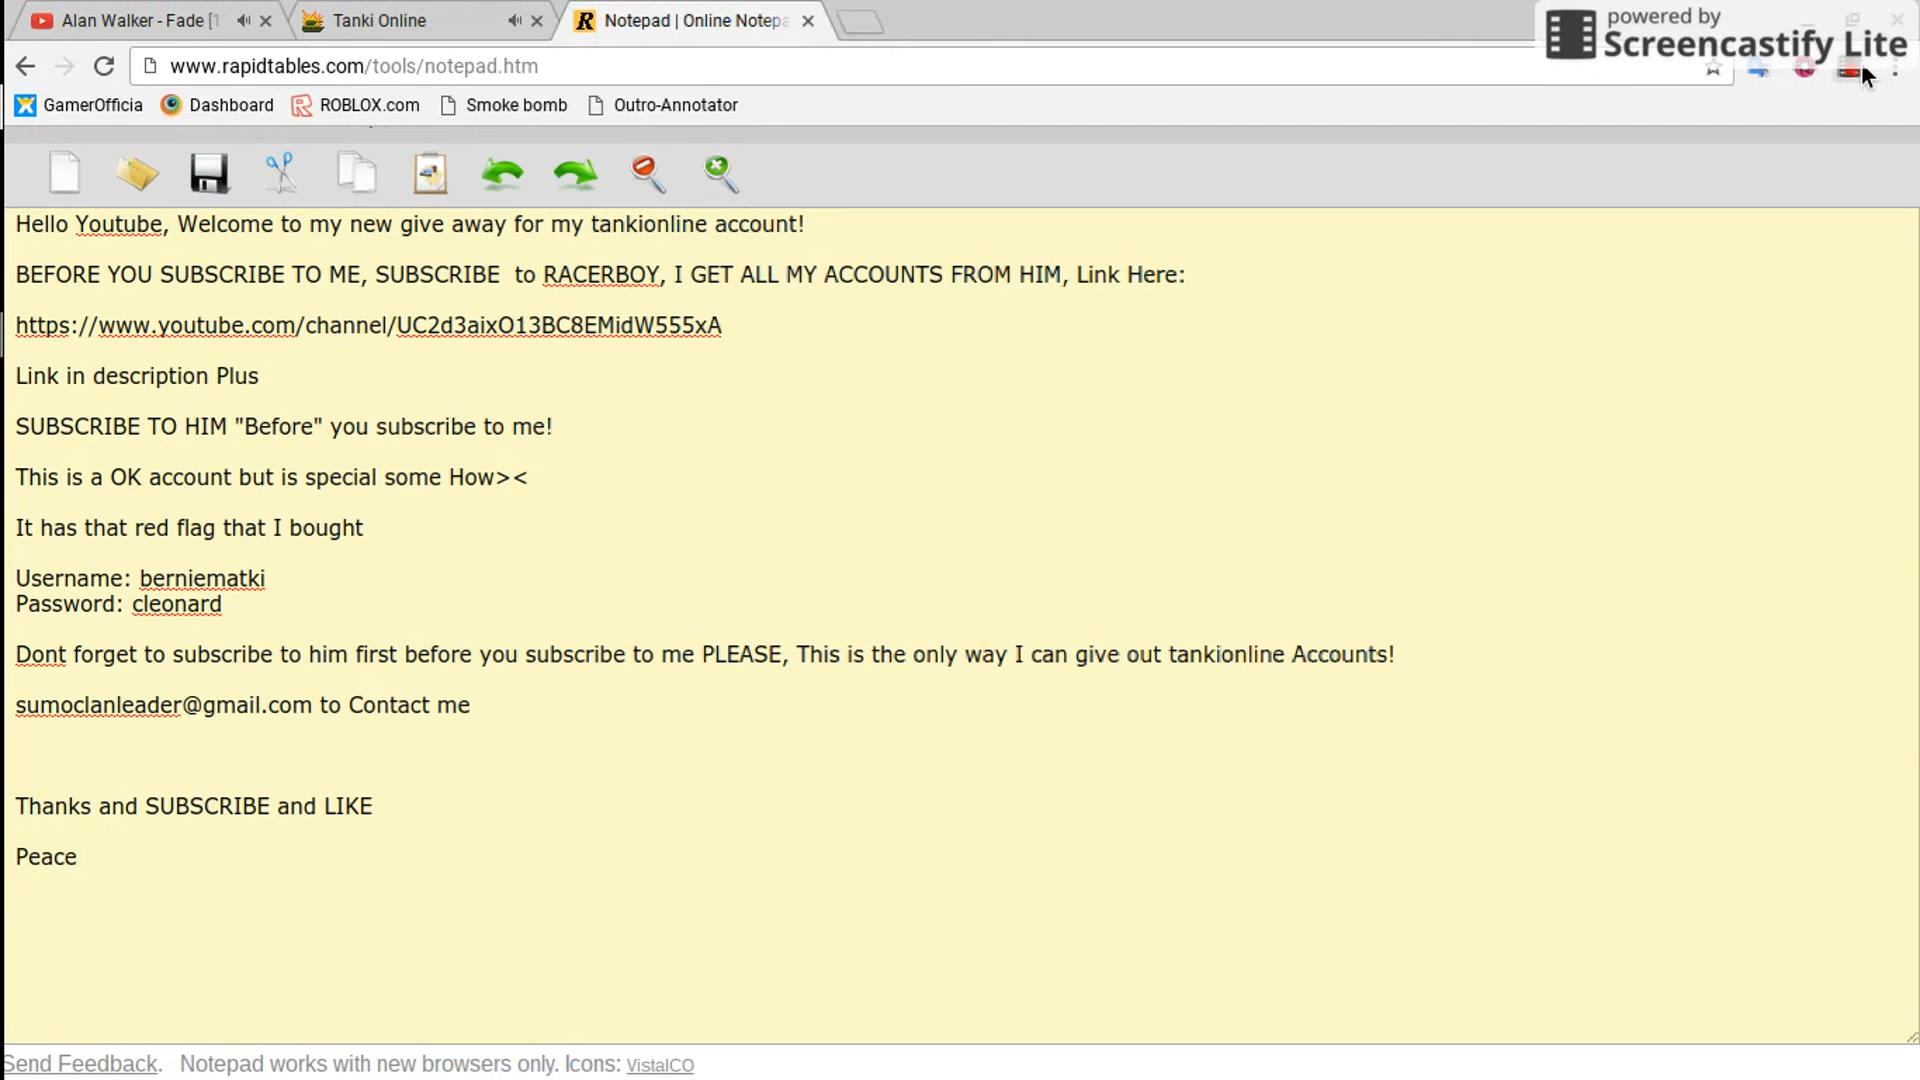 Alan Walker - Fade [
Tanki Online
Notepad | Online Notepa
powered by
Screencastify Lite
www.rapidtables.com/tools/notepad.htm
GamerOfficia
Dashboard
ROBLOX.com
Smoke bomb
Outro-Annotator
Hello Youtube, Welcome to my new give away for my tankionline account!
BEFORE YOU SUBSCRIBE TO ME, SUBSCRIBE  to RACERBOY, I GET ALL MY ACCOUNTS FROM HIM, Link Here:
https://www.youtube.com/channel/UC2d3aixO13BC8EMidW555xA
Link in description Plus
SUBSCRIBE TO HIM "Before" you subscribe to me!
This is a OK account but is special some How><
It has that red flag that I bought
Username: berniematki
Password: cleonard
Dont forget to subscribe to him first before you subscribe to me PLEASE, This is the only way I can give out tankionline Accounts!
sumoclanleader@gmail.com to Contact me
Thanks and SUBSCRIBE and LIKE
Peace
Send Feedback.   Notepad works with new browsers only. Icons: VistaICO